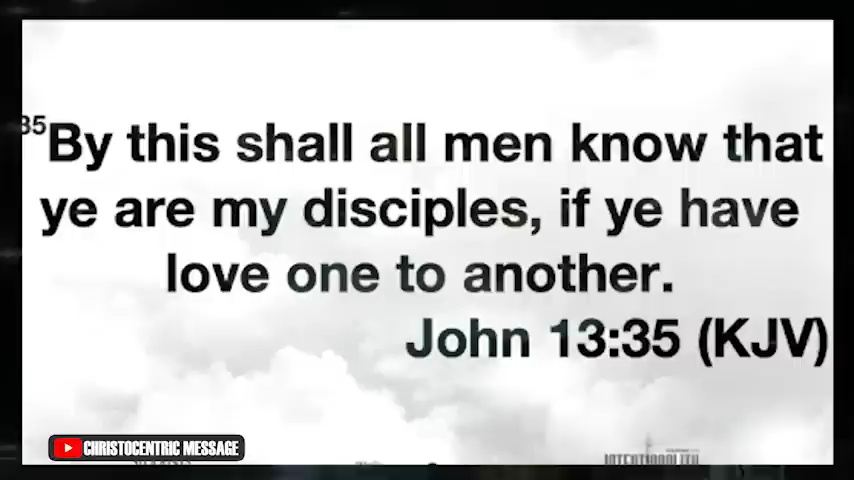 35By this shall all men know that
ye are my disciples, if ye have
love one to another.
John 13:35 (KJV)
CHRISTOCENTRIC MESSAGE